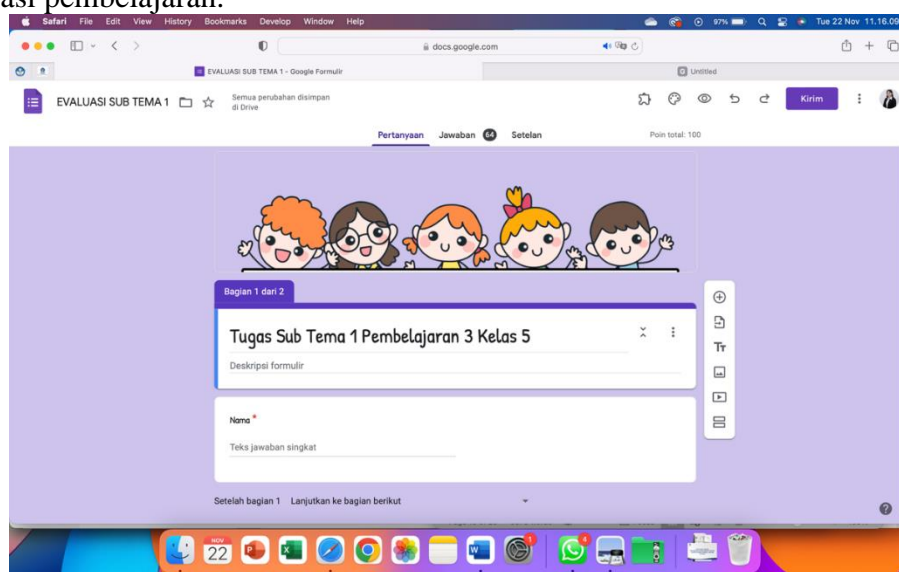 asi pembelajaran.
Safari File Edit View History Bookmarks Develop Window Help
97% Tue 22 Nov 11.16.09
docs.google.com
EVALUASI SUB TEMA 1 - Google Formulir
Untitled
EVALUASI SUB TEMA 1
Semua perubahan disimpan
di Drive
Kirim
Pertanyaan Jawaban 64 Setelan
Poin total: 100
Bagian 1 dari 2
Tugas Sub Tema 1 Pembelajaran 3 Kelas 5
Deskripsi formulir
Tт
Nama *
Teks jawaban singkat
Setelah bagian 1 Lanjutkan ke bagian berikut
NOV
22